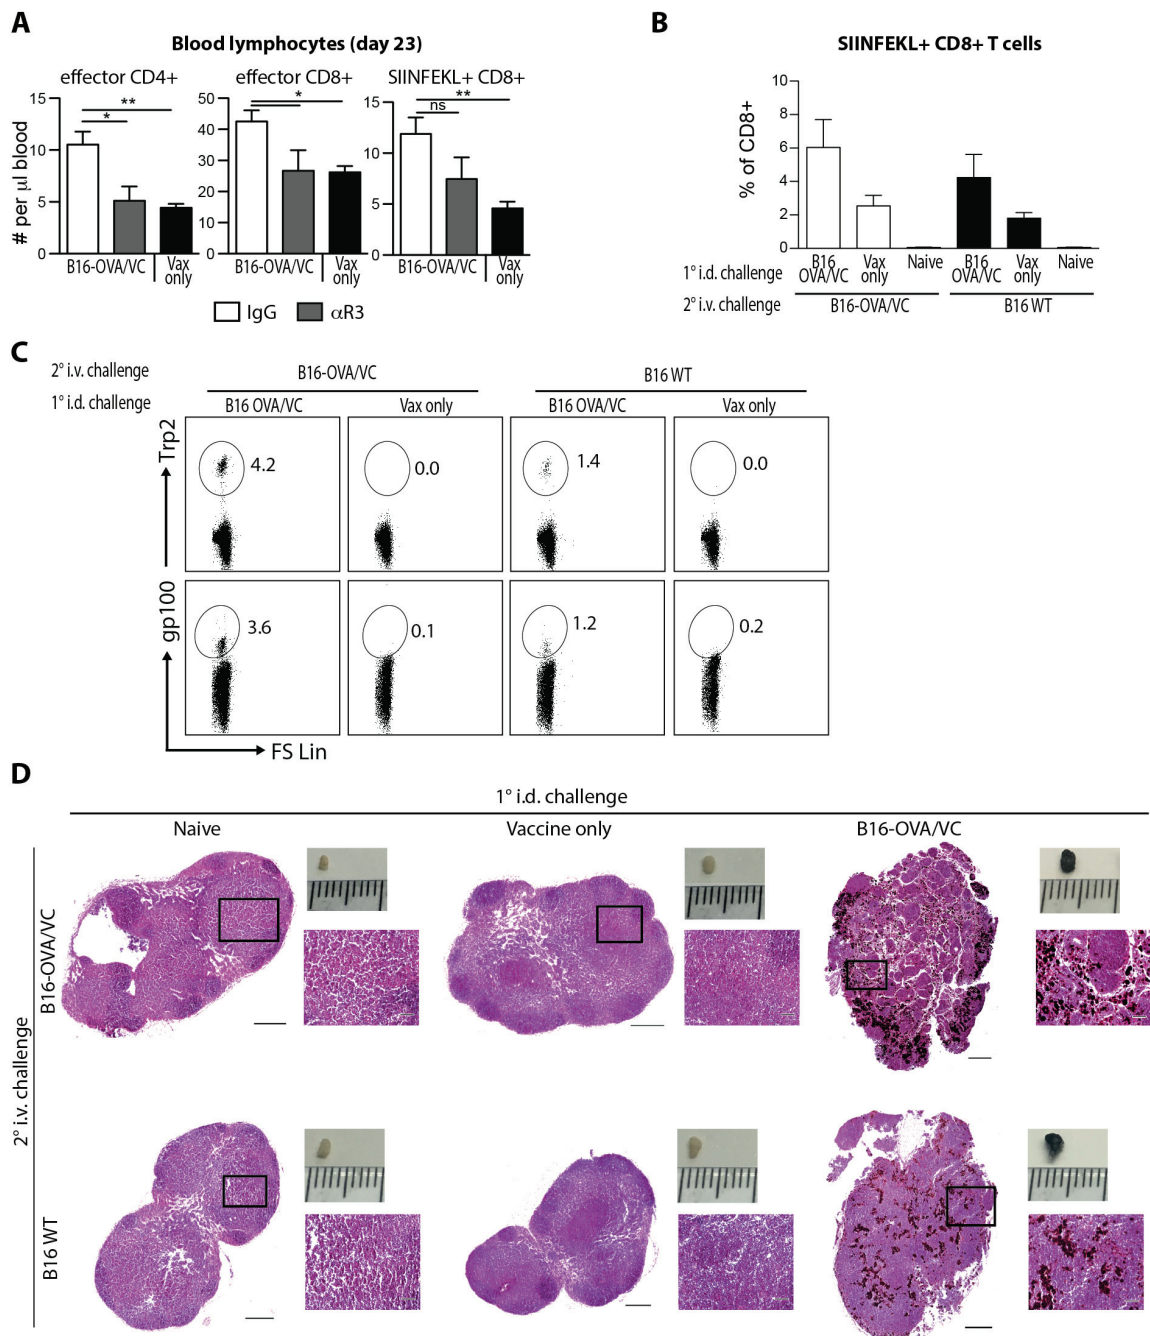 A
Blood lymphocytes (day 23)
effector CD4+
effector CD8+
SIINFEKL+ CD8+
# per µl blood
15
10
5
0
**
*
50
40
30
20
10
0
*
15
10
5
0
**
ns
B16-OVA/VC
Vax only
B16-OVA/VC
Vax only
B16-OVA/VC
Vax only
IgG
αR3
B
SIINFEKL+ CD8+ T cells
% of CD8+
10
8
6
4
2
0
1° i.d. challenge
B16 OVA/VC
Vax only
Naive
B16 OVA/VC
Vax only
Naive
2° i.v. challenge
B16-OVA/VC
B16 WT
C
2° i.v. challenge
B16-OVA/VC
B16 WT
1° i.d. challenge
B16 OVA/VC
Vax only
B16 OVA/VC
Vax only
Trp2
4.2
0.0
1.4
0.0
gp100
3.6
0.1
1.2
0.2
FS Lin
D
1° i.d. challenge
Naive
Vaccine only
B16-OVA/VC
2° i.v. challenge
B16-OVA/VC
B16 WT